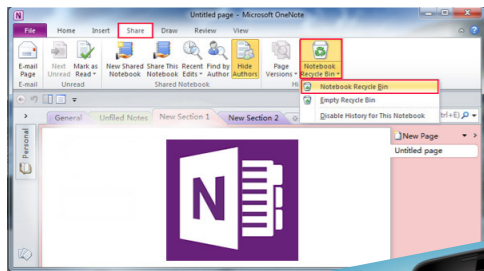 Untitled page - Microsoft OneNote
File Home Insert Share Draw Review View
E-mail Page
Next Unread
Mark as Read
New Shared Notebook
Share This Notebook
Recent Edits
Find by Author
Hide Authors
Page Versions
Notebook Recycle Bin
E-mail Unread Shared Notebook Hi
Notebook Recycle Bin
Empty Recycle Bin
Disable History for This Notebook
trl+E)
General Unfiled Notes New Section 1 New Section 2
Personal
New Page
Untitled page
N